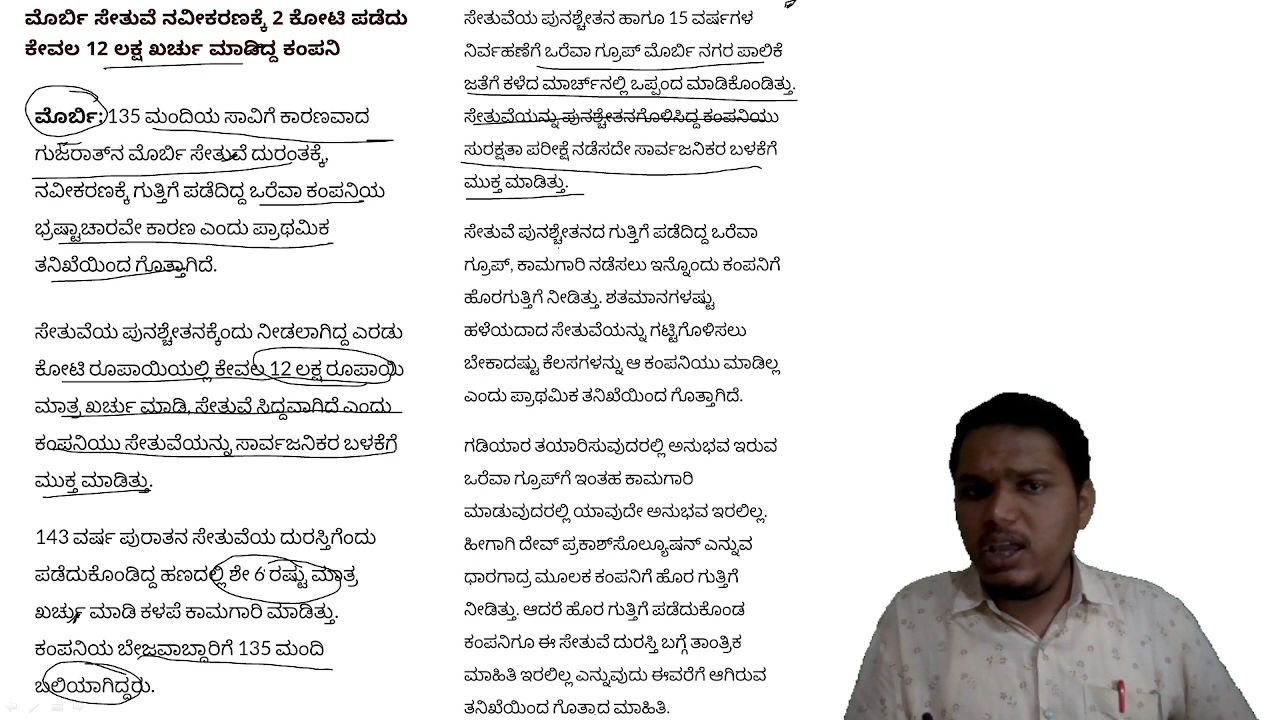 ಮೊರ್ಬಿ ಸೇತುವೆ ನವೀಕರಣಕ್ಕೆ 2 ಕೋಟಿ ಪಡೆದು
ಕೇವಲ 12 ಲಕ್ಷ ಖರ್ಚು ಮಾಡಿದ್ದ ಕಂಪನಿ
ಮೊರ್ಬಿ: 135 ಮಂದಿಯ ಸಾವಿಗೆ ಕಾರಣವಾದ
ಗುಜರಾತ್‌ನ ಮೊರ್ಬಿ ಸೇತುವೆ ದುರಂತಕ್ಕೆ,
ನವೀಕರಣಕ್ಕೆ ಗುತ್ತಿಗೆ ಪಡೆದಿದ್ದ ಒರೆವಾ ಕಂಪನಿಯ
ಭ್ರಷ್ಟಾಚಾರವೇ ಕಾರಣ ಎಂದು ಪ್ರಾಥಮಿಕ
ತನಿಖೆಯಿಂದ ಗೊತ್ತಾಗಿದೆ.
ಸೇತುವೆಯ ಪುನಶ್ಚೇತನಕ್ಕೆಂದು ನೀಡಲಾಗಿದ್ದ ಎರಡು
ಕೋಟಿ ರೂಪಾಯಿಯಲ್ಲಿ ಕೇವಲ 12 ಲಕ್ಷ ರೂಪಾಯಿ
ಮಾತ್ರ ಖರ್ಚು ಮಾಡಿ, ಸೇತುವೆ ಸಿದ್ದವಾಗಿದೆ ಎಂದು
ಕಂಪನಿಯು ಸೇತುವೆಯನ್ನು ಸಾರ್ವಜನಿಕರ ಬಳಕೆಗೆ
ಮುಕ್ತ ಮಾಡಿತ್ತು.
143 ವರ್ಷ ಪುರಾತನ ಸೇತುವೆಯ ದುರಸ್ತಿಗೆಂದು
ಪಡೆದುಕೊಂಡಿದ್ದ ಹಣದಲ್ಲಿ ಶೇ 6 ರಷ್ಟು ಮಾತ್ರ
ಖರ್ಚು ಮಾಡಿ ಕಳಪೆ ಕಾಮಗಾರಿ ಮಾಡಿತ್ತು.
ಕಂಪನಿಯ ಬೇಜವಾಬ್ದಾರಿಗೆ 135 ಮಂದಿ
ಬಲಿಯಾಗಿದ್ದರು.
ಸೇತುವೆಯ ಪುನಶ್ಚೇತನ ಹಾಗೂ 15 ವರ್ಷಗಳ
ನಿರ್ವಹಣೆಗೆ ಒರೆವಾ ಗ್ರೂಪ್ ಮೊರ್ಬಿ ನಗರ ಪಾಲಿಕೆ
ಜತೆಗೆ ಕಳೆದ ಮಾರ್ಚ್‌ನಲ್ಲಿ ಒಪ್ಪಂದ ಮಾಡಿಕೊಂಡಿತ್ತು.
ಸೇತುವೆಯನ್ನು ಪುನಶ್ಚೇತನಗೊಳಿಸಿದ್ದ ಕಂಪನಿಯು
ಸುರಕ್ಷತಾ ಪರೀಕ್ಷೆ ನಡೆಸದೇ ಸಾರ್ವಜನಿಕರ ಬಳಕೆಗೆ
ಮುಕ್ತ ಮಾಡಿತ್ತು.
ಸೇತುವೆ ಪುನಶ್ಚೇತನದ ಗುತ್ತಿಗೆ ಪಡೆದಿದ್ದ ಒರೆವಾ
ಗ್ರೂಪ್, ಕಾಮಗಾರಿ ನಡೆಸಲು ಇನ್ನೊಂದು ಕಂಪನಿಗೆ
ಹೊರಗುತ್ತಿಗೆ ನೀಡಿತ್ತು. ಶತಮಾನಗಳಷ್ಟು
ಹಳೆಯದಾದ ಸೇತುವೆಯನ್ನು ಗಟ್ಟಿಗೊಳಿಸಲು
ಬೇಕಾದಷ್ಟು ಕೆಲಸಗಳನ್ನು ಆ ಕಂಪನಿಯು ಮಾಡಿಲ್ಲ
ಎಂದು ಪ್ರಾಥಮಿಕ ತನಿಖೆಯಿಂದ ಗೊತ್ತಾಗಿದೆ.
ಗಡಿಯಾರ ತಯಾರಿಸುವುದರಲ್ಲಿ ಅನುಭವ ಇರುವ
ಒರೆವಾ ಗ್ರೂಪ್‌ಗೆ ಇಂತಹ ಕಾಮಗಾರಿ
ಮಾಡುವುದರಲ್ಲಿ ಯಾವುದೇ ಅನುಭವ ಇರಲಿಲ್ಲ.
ಹೀಗಾಗಿ ದೇವ್ ಪ್ರಕಾಶ್‌ಸೊಲ್ಯೂಷನ್ ಎನ್ನುವ
ಧಾರಗಾದ್ರ ಮೂಲಕ ಕಂಪನಿಗೆ ಹೊರ ಗುತ್ತಿಗೆ
ನೀಡಿತ್ತು. ಆದರೆ ಹೊರ ಗುತ್ತಿಗೆ ಪಡೆದುಕೊಂಡ
ಕಂಪನಿಗೂ ಈ ಸೇತುವೆ ದುರಸ್ತಿ ಬಗ್ಗೆ ತಾಂತ್ರಿಕ
ಮಾಹಿತಿ ಇರಲಿಲ್ಲ ಎನ್ನುವುದು ಈವರೆಗೆ ಆಗಿರುವ
ತನಿಖೆಯಿಂದ ಗೊತ್ತಾದ ಮಾಹಿತಿ.